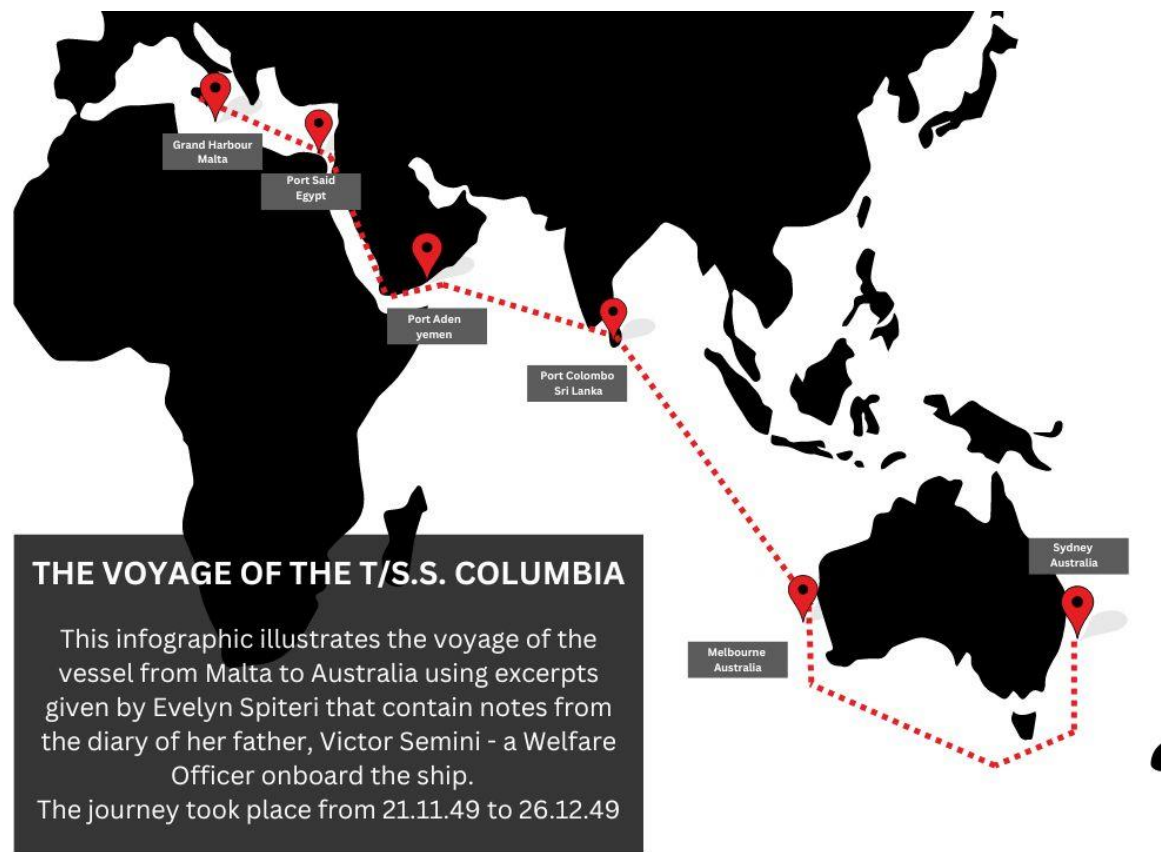 Grand Harbour
Malta
Port Said
Egypt
Port Aden
yemen
Port Colombo
Sri Lanka
Sydney
Australia
Melbourne
Australia
THE VOYAGE OF THE T/S.S. COLUMBIA
This infographic illustrates the voyage of the
vessel from Malta to Australia using excerpts
given by Evelyn Spiteri that contain notes from
the diary of her father, Victor Semini - a Welfare
Officer onboard the ship.
The journey took place from 21.11.49 to 26.12.49